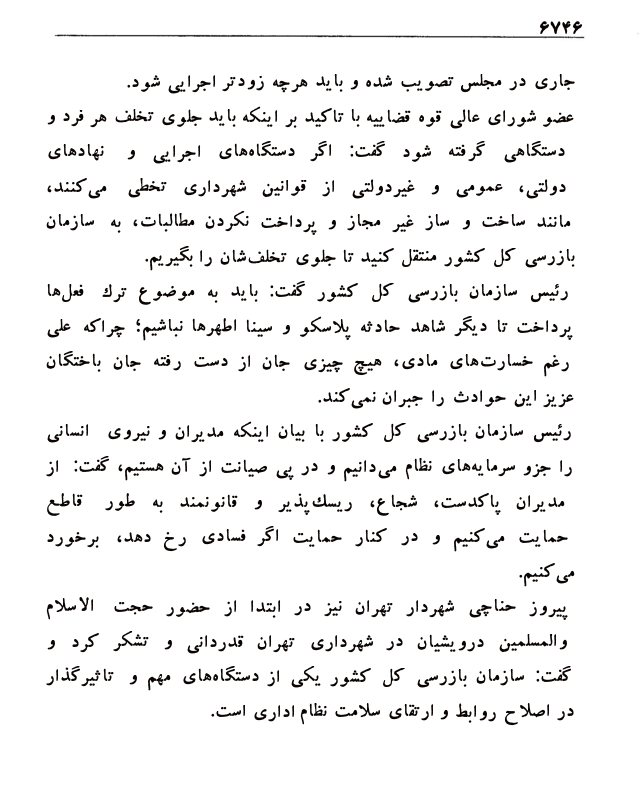 ۶۷۴۶
جاری در مجلس تصویب شده و باید هرچه زودتر اجرایی شود.
عضو شورای عالی قوه قضاییه با تاکید بر اینکه باید جلوی تخلف هر فرد و
دستگاهی گرفته شود گفت: اگر دستگاه‌های اجرایی و نهادهای
دولتی، عمومی و غیردولتی از قوانین شهرداری تخطی می‌کنند،
مانند ساخت و ساز غیر مجاز و پرداخت نکردن مطالبات، به سازمان
بازرسی کل کشور منتقل کنید تا جلوی تخلف‌شان را بگیریم.
رئیس سازمان بازرسی کل کشور گفت: باید به موضوع ترك فعل‌ها
پرداخت تا دیگر شاهد حادثه پلاسکو و سینا اطهرها نباشیم؛ چراکه علی
رغم خسارت‌های مادی، هیچ چیزی جان از دست رفته جان باختگان
عزیز این حوادث را جبران نمی‌کند.
رئیس سازمان بازرسی کل کشور با بیان اینکه مدیران و نیروی انسانی
را جزو سرمایه‌های نظام می‌دانیم و در پی صیانت از آن هستیم، گفت: از
مدیران پاکدست، شجاع، ریسك‌پذیر و قانونمند به طور قاطع
حمایت می‌کنیم و در کنار حمایت اگر فسادی رخ دهد، برخورد
می‌کنیم.
پیروز حناچی شهردار تهران نیز در ابتدا از حضور حجت الاسلام
والمسلمین درویشیان در شهرداری تهران قدردانی و تشکر کرد و
گفت: سازمان بازرسی کل کشور یکی از دستگاه‌های مهم و تاثیرگذار
در اصلاح روابط و ارتقای سلامت نظام اداری است.